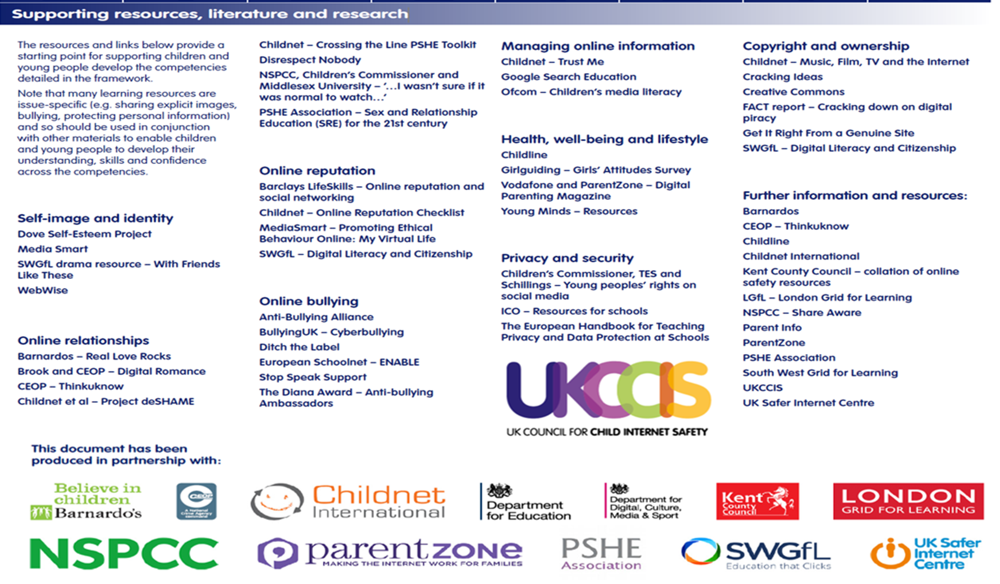 Supporting resources, literature and research
The resources and links below provide a
starting point for supporting children and
young people develop the competencies
detailed in the framework.
Note that many learning resources are
issue-specific (e.g. sharing explicit images,
bullying, protecting personal information)
and so should be used in conjunction
with other materials to enable children
and young people to develop their
understanding, skills and confidence
across the competencies.
Self-image and identity
Dove Self-Esteem Project
Media Smart
SWGfL drama resource – With Friends
Like These
WebWise
Online relationships
Barnardos – Real Love Rocks
Brook and CEOP – Digital Romance
CEOP – Thinkuknow
Childnet et al – Project deSHAME
Childnet – Crossing the Line PSHE Toolkit
Disrespect Nobody
NSPCC, Children's Commissioner and
Middlesex University – '...I wasn't sure if it
was normal to watch...'
PSHE Association – Sex and Relationship
Education (SRE) for the 21st century
Online reputation
Barclays LifeSkills – Online reputation and
social networking
Childnet – Online Reputation Checklist
MediaSmart – Promoting Ethical
Behaviour Online: My Virtual Life
SWGfL – Digital Literacy and Citizenship
Online bullying
Anti-Bullying Alliance
BullyingUK – Cyberbullying
Ditch the Label
European Schoolnet – ENABLE
Stop Speak Support
The Diana Award – Anti-bullying
Ambassadors
Managing online information
Childnet – Trust Me
Google Search Education
Ofcom – Children's media literacy
Health, well-being and lifestyle
Childline
Girlguiding – Girls' Attitudes Survey
Vodafone and ParentZone – Digital
Parenting Magazine
Young Minds – Resources
Privacy and security
Children's Commissioner, TES and
Schillings – Young peoples' rights on
social media
ICO – Resources for schools
The European Handbook for Teaching
Privacy and Data Protection at Schools
UKCCIS
UK COUNCIL FOR CHILD INTERNET SAFETY
Copyright and ownership
Childnet – Music, Film, TV and the Internet
Cracking Ideas
Creative Commons
FACT report – Cracking down on digital
piracy
Get It Right From a Genuine Site
SWGfL – Digital Literacy and Citizenship
Further information and resources:
Barnardos
CEOP – Thinkuknow
Childline
Childnet International
Kent County Council – collation of online
safety resources
LGfL – London Grid for Learning
NSPCC – Share Aware
Parent Info
ParentZone
PSHE Association
South West Grid for Learning
UKCCIS
UK Safer Internet Centre
This document has been
produced in partnership with:
Believe in
children
Barnardo's
CEOP
A National
Crime Agency
command
Childnet
International
Department
for Education
Department for
Digital, Culture,
Media & Sport
Kent
County
Council
LONDON
GRID FOR LEARNING
NSPCC
parentzone
MAKING THE INTERNET WORK FOR FAMILIES
PSHE
Association
SWGfL
Education that Clicks
UK Safer
Internet
Centre